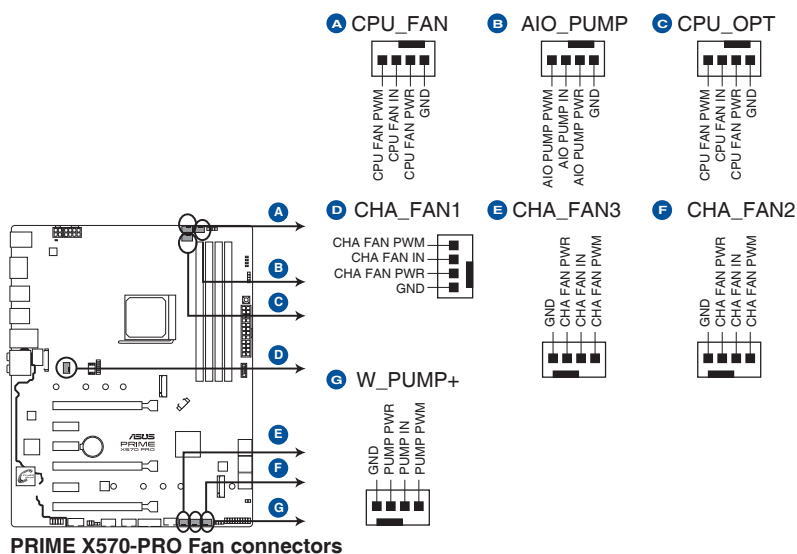 A CPU_FAN
CPU FAN PWM
CPU FAN IN
CPU FAN PWR
GND
B AIO_PUMP
AIO PUMP PWM
AIO PUMP IN
AIO PUMP PWR
GND
C CPU_OPT
CPU FAN PWM
CPU FAN IN
CPU FAN PWR
GND
A
B
C
D
E
F
G
D CHA_FAN1
CHA FAN PWM
CHA FAN IN
CHA FAN PWR
GND
E CHA_FAN3
GND
CHA FAN PWR
CHA FAN IN
CHA FAN PWM
F CHA_FAN2
GND
CHA FAN PWR
CHA FAN IN
CHA FAN PWM
G W_PUMP+
GND
PUMP PWR
PUMP IN
PUMP PWM
ASUS
PRIME
X570 PRO
PRIME X570-PRO Fan connectors